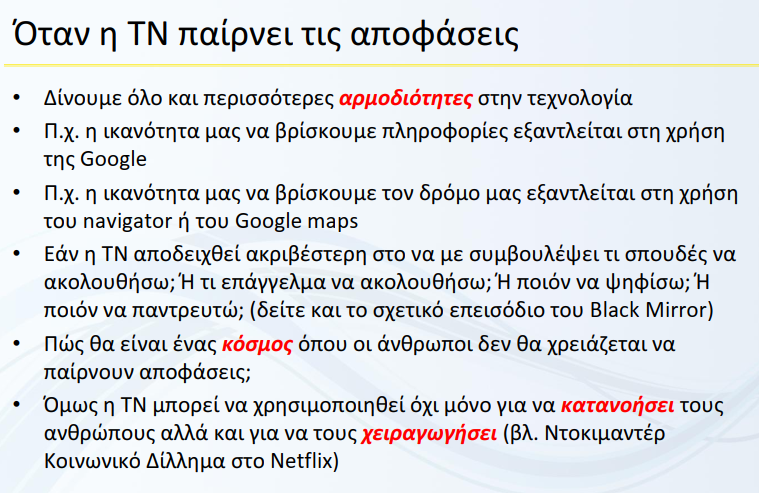 Όταν η ΤΝ παίρνει τις αποφάσεις
• Δίνουμε όλο και περισσότερες αρμοδιότητες στην τεχνολογία
• Π.χ. η ικανότητα μας να βρίσκουμε πληροφορίες εξαντλείται στη χρήση
της Google
• Π.χ. η ικανότητα μας να βρίσκουμε τον δρόμο μας εξαντλείται στη χρήση
του navigator ή του Google maps
• Εάν η ΤΝ αποδειχθεί ακριβέστερη στο να με συμβουλέψει τι σπουδές να
ακολουθήσω; Ή τι επάγγελμα να ακολουθήσω; Ή ποιόν να ψηφίσω; Ή
ποιόν να παντρευτώ; (δείτε και το σχετικό επεισόδιο του Black Mirror)
• Πώς θα είναι ένας κόσμος όπου οι άνθρωποι δεν θα χρειάζεται να
παίρνουν αποφάσεις;
• Όμως η ΤΝ μπορεί να χρησιμοποιηθεί όχι μόνο για να κατανοήσει τους
ανθρώπους αλλά και για να τους χειραγωγήσει (βλ. Ντοκιμαντέρ
Κοινωνικό Δίλλημα στο Netflix)